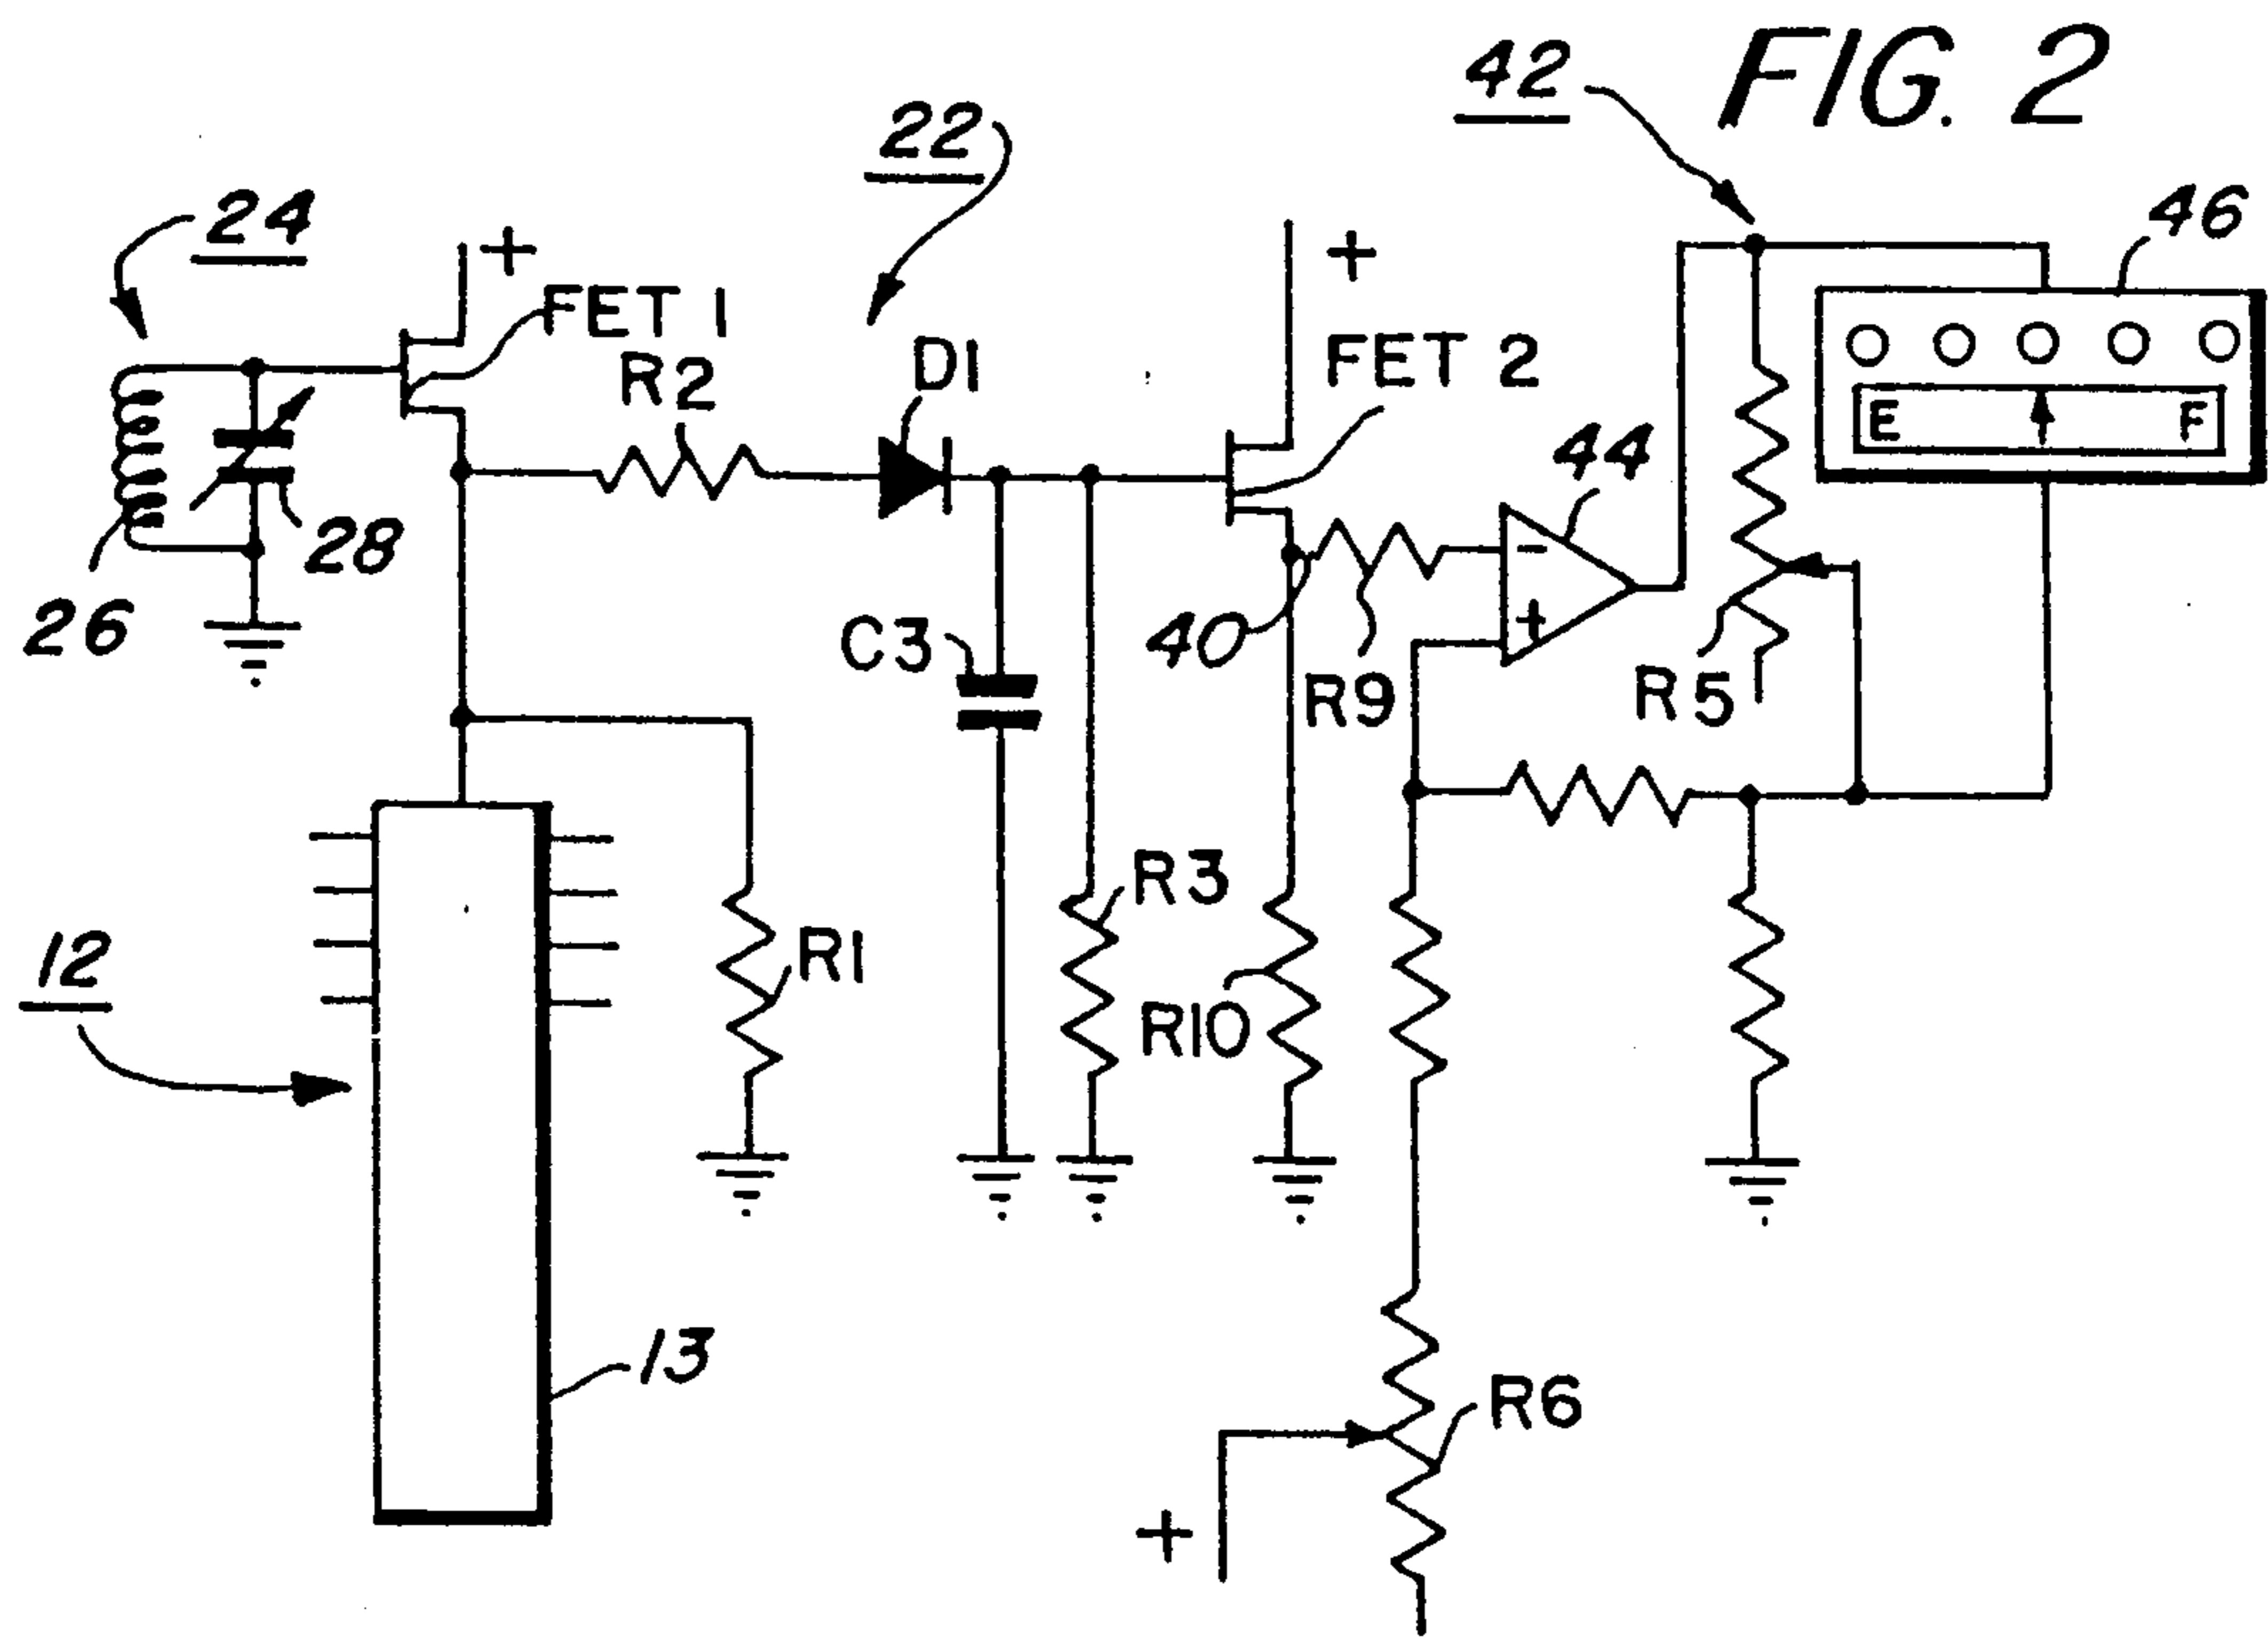 FIG. 2
42
22
46
24
+
+
FET 1
FET 2
R2
D1
E
F
44
28
-
26
+
C3
40
R9
R5
R3
12
R1
R10
13
R6
+